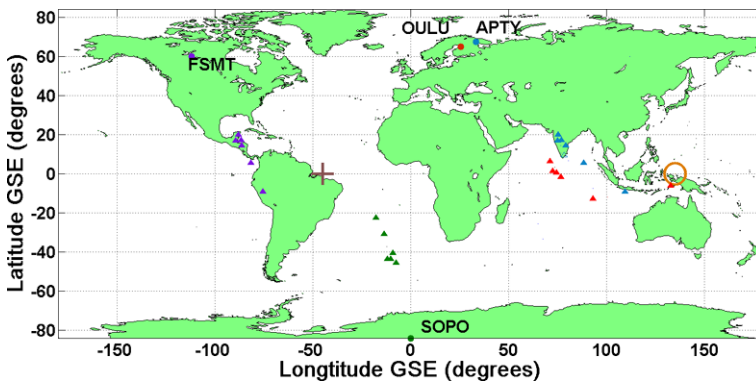 80
60
40
20
0
-20
-40
-60
-80
Latitude GSE (degrees)
OULU
APTY
FSMT
SOPO
-150
-100
-50
0
50
100
150
Longtitude GSE (degrees)